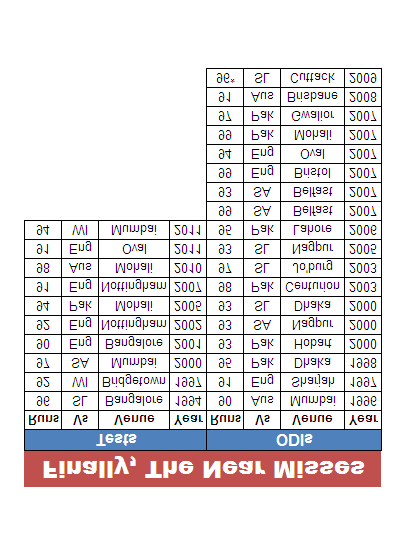 Finally, The Near Misses
Tests ODIs
Runs Vs Venue Year Runs Vs Venue Year
96 SL Bangalore 1994 90 Aus Mumbai 1996
92 WI Bridgetown 1997 91 Eng Sharjah 1997
97 SA Mumbai 2000 95 Pak Dhaka 1998
90 Eng Bangalore 2001 93 Pak Hobart 2000
92 Eng Nottingham 2002 93 SA Nagpur 2000
94 Pak Mohali 2005 93 SL Dhaka 2000
91 Eng Nottingham 2007 98 Pak Centurion 2003
98 Aus Mohali 2010 97 SL Jo'burg 2003
91 Eng Oval 2011 93 SL Nagpur 2005
94 WI Mumbai 2011 95 Pak Lahore 2006
99 SA Belfast 2007
93 SA Belfast 2007
99 Eng Bristol 2007
94 Eng Oval 2007
99 Pak Mohali 2007
97 Pak Gwalior 2007
91 Aus Brisbane 2008
96* SL Cuttack 2009